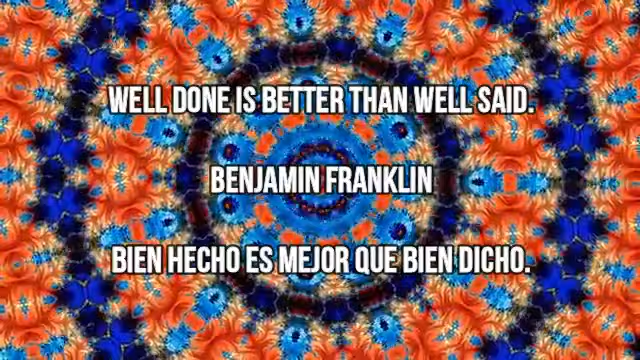 WELL DONE IS BETTER THAN WELL SAID.
BENJAMIN FRANKLIN
BIEN HECHO ES MEJOR QUE BIEN DICHO.